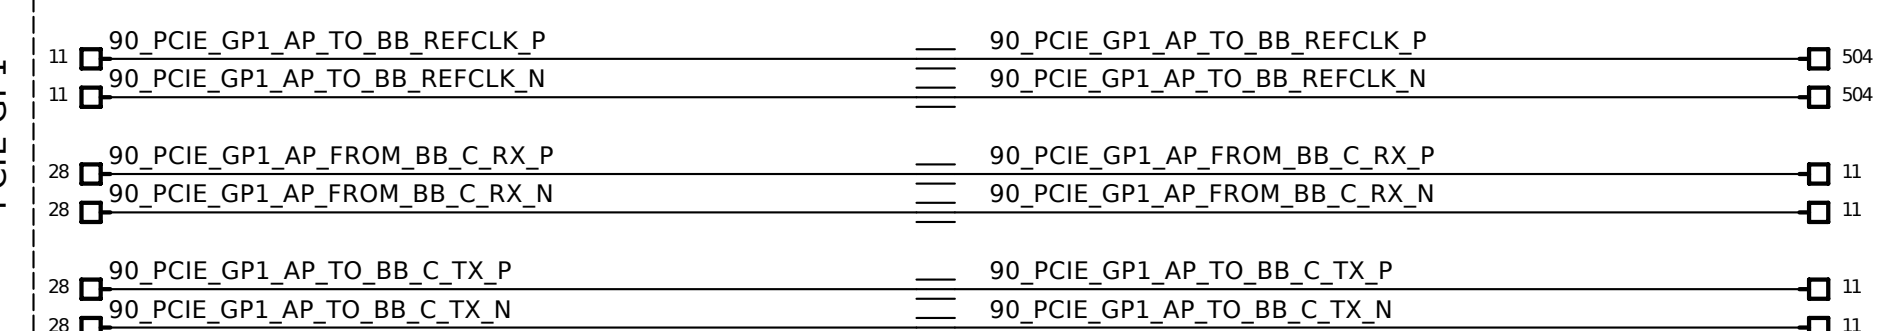 90_PCIE_GP1_AP_TO_BB_REFCLK_P 90_PCIE_GP1_AP_TO_BB_REFCLK_P
11 504
90_PCIE_GP1_AP_TO_BB_REFCLK_N 90_PCIE_GP1_AP_TO_BB_REFCLK_N
11 504
90_PCIE_GP1_AP_FROM_BB_C_RX_P 90_PCIE_GP1_AP_FROM_BB_C_RX_P
28 11
90_PCIE_GP1_AP_FROM_BB_C_RX_N 90_PCIE_GP1_AP_FROM_BB_C_RX_N
28 11
90_PCIE_GP1_AP_TO_BB_C_TX_P 90_PCIE_GP1_AP_TO_BB_C_TX_P
28 11
90_PCIE_GP1_AP_TO_BB_C_TX_N 90_PCIE_GP1_AP_TO_BB_C_TX_N
28 11